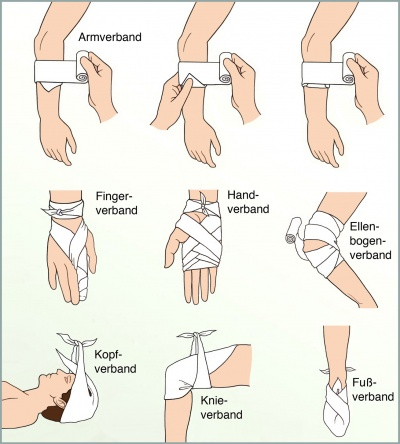 Armverband
Finger-
verband
Hand-
verband
Ellen-
bogen-
verband
Kopf-
verband
Knie-
verband
Fuß-
verband